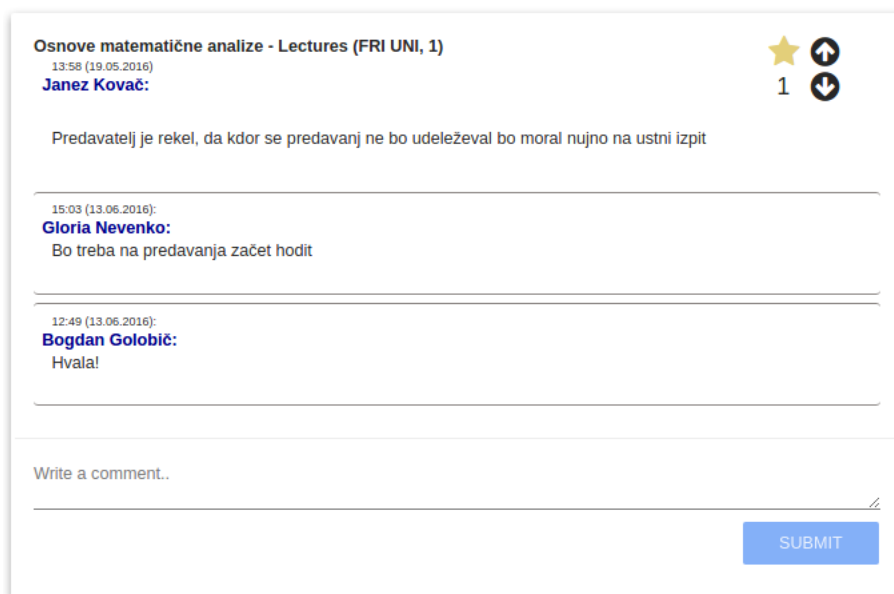 Osnove matematične analize - Lectures (FRI UNI, 1)
13:58 (19.05.2016)
Janez Kovač:
1
Predavatelj je rekel, da kdor se predavanj ne bo udeleževal bo moral nujno na ustni izpit
15:03 (13.06.2016):
Gloria Nevenko:
Bo treba na predavanja začet hodit
12:49 (13.06.2016):
Bogdan Golobič:
Hvala!
Write a comment..
SUBMIT